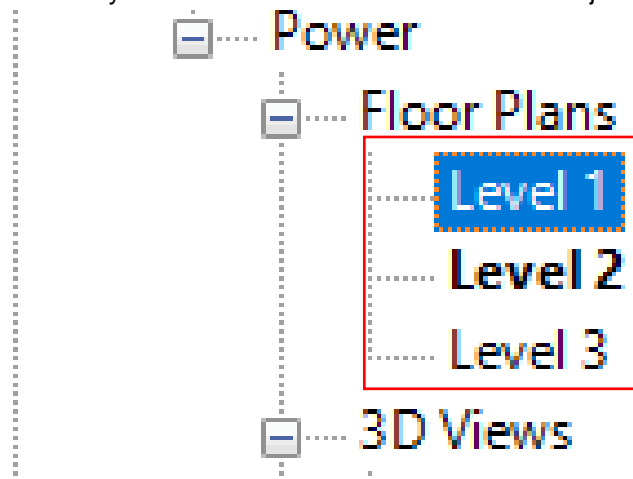 Power
Floor Plans
Level 1
Level 2
Level 3
3D Views